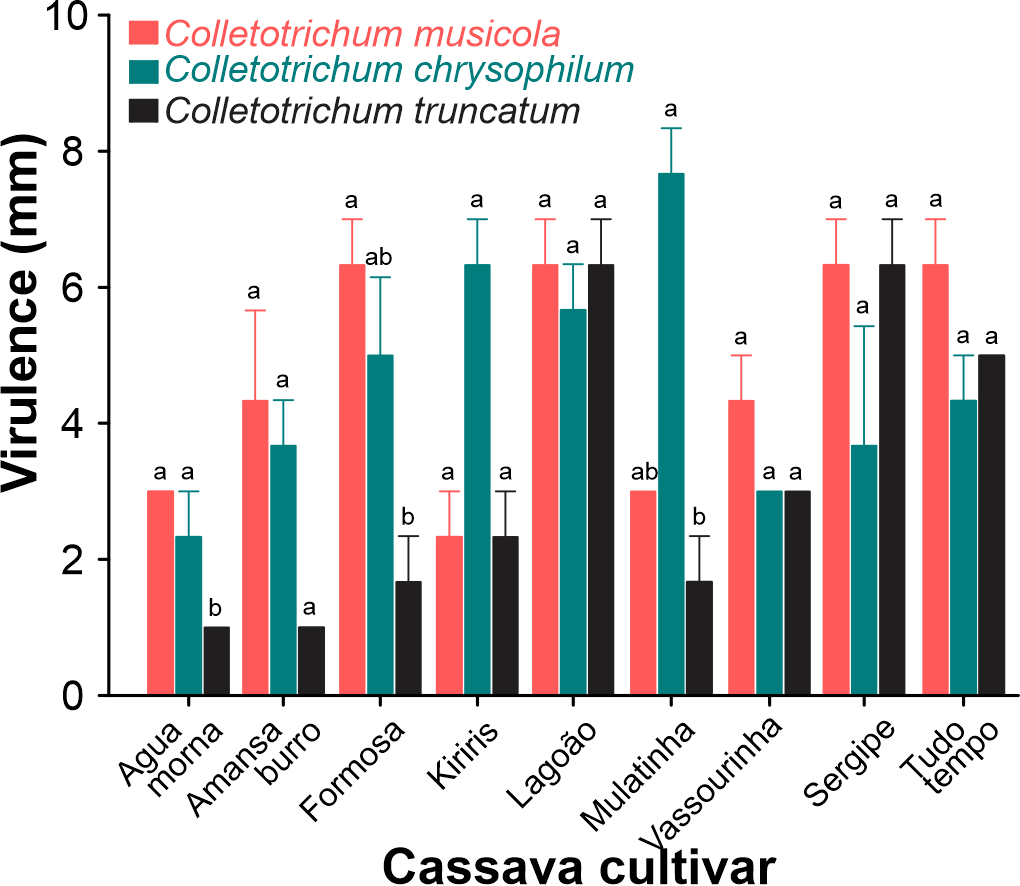 10
Colletotrichum musicola
Colletotrichum chrysophilum
Colletotrichum truncatum
8
6
4
2
0
Virulence (mm)
a a b
a a a
a ab b
a a a
a a a
ab a b
a a a
a a a
a a a
Agua
morna
Amansa
burro
Formosa
Kiriris
Lagoão
Mulatinha
Vassourinha
Sergipe
Tudo
tempo
Cassava cultivar